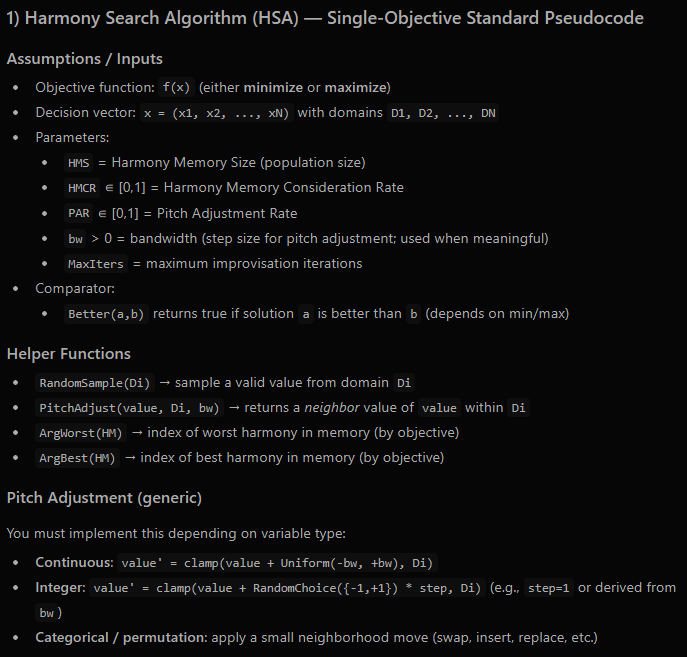 1) Harmony Search Algorithm (HSA) — Single-Objective Standard Pseudocode
Assumptions / Inputs
• Objective function: f(x) (either minimize or maximize)
• Decision vector: x = (x1, x2, ..., xN) with domains D1, D2, ..., DN
• Parameters:
• HMS = Harmony Memory Size (population size)
• HMCR ∈ [0,1] = Harmony Memory Consideration Rate
• PAR ∈ [0,1] = Pitch Adjustment Rate
• bw > 0 = bandwidth (step size for pitch adjustment; used when meaningful)
• MaxIters = maximum improvisation iterations
• Comparator:
• Better(a,b) returns true if solution a is better than b (depends on min/max)
Helper Functions
• RandomSample(Di) → sample a valid value from domain Di
• PitchAdjust(value, Di, bw) → returns a neighbor value of value within Di
• ArgWorst(HM) → index of worst harmony in memory (by objective)
• ArgBest(HM) → index of best harmony in memory (by objective)
Pitch Adjustment (generic)
You must implement this depending on variable type:
• Continuous: value' = clamp(value + Uniform(-bw, +bw), Di)
• Integer: value' = clamp(value + RandomChoice({-1,+1}) * step, Di) (e.g., step=1 or derived from
bw )
• Categorical / permutation: apply a small neighborhood move (swap, insert, replace, etc.)